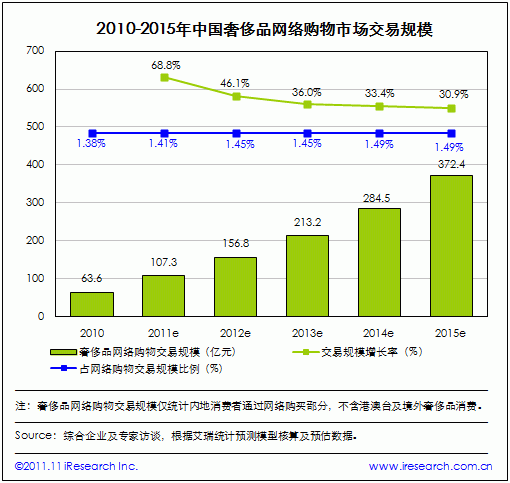 2010-2015年中国奢侈品网络购物市场交易规模
700
600
500
400
300
200
100
0
68.8%
46.1%
36.0%
33.4%
30.9%
1.38%
1.41%
1.45%
1.45%
1.49%
1.49%
63.6
107.3
156.8
213.2
284.5
372.4
2010
2011e
2012e
2013e
2014e
2015e
奢侈品网络购物交易规模（亿元）
交易规模增长率（%）
占网络购物交易规模比例（%）
注：奢侈品网络购物交易规模仅统计内地消费者通过网络购买部分，不含港澳台及境外奢侈品消费。
Source：综合企业及专家访谈，根据艾瑞统计预测模型核算及预估数据。
©2011.11 iResearch Inc.
www.iresearch.com.cn